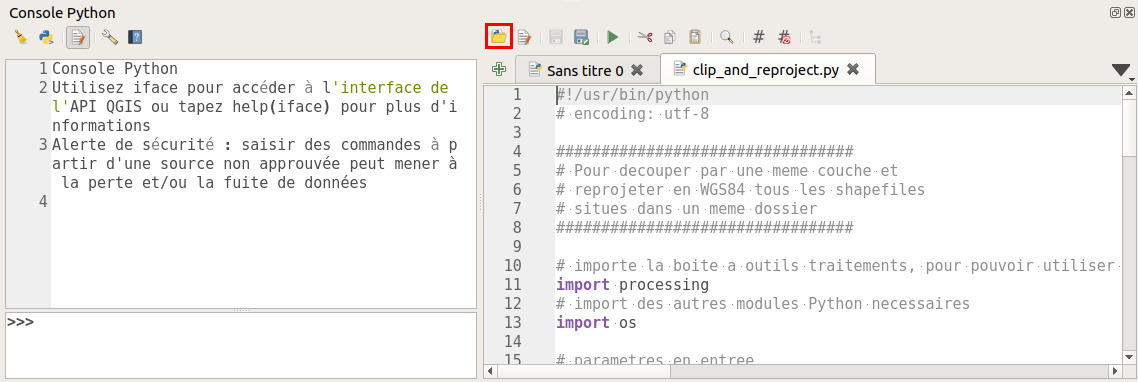 Console Python
1 Console Python
2 Utilisez iface pour accéder à l'interface de
l'API QGIS ou tapez help(iface) pour plus d'i
nformations
3 Alerte de sécurité : saisir des commandes à p
artir d'une source non approuvée peut mener à
la perte et/ou la fuite de données
4
>>>
Sans titre 0
clip_and_reproject.py
1 #!/usr/bin/python
2 # encoding: utf-8
3
4 #################################
5 # Pour decouper par une meme couche et
6 # reprojeter en WGS84 tous les shapefiles
7 # situes dans un meme dossier
8 #################################
9
10 # importe la boite a outils traitements, pour pouvoir utiliser
11 import processing
12 # import des autres modules Python necessaires
13 import os
14
15 # parametres en entree